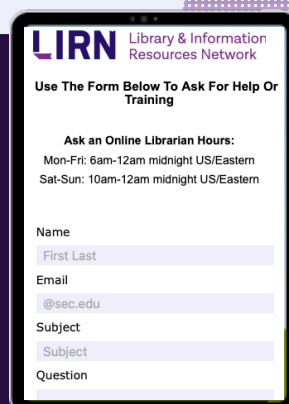 LIRN Library & Information
Resources Network
Use The Form Below To Ask For Help Or
Training
Ask an Online Librarian Hours:
Mon-Fri: 6am-12am midnight US/Eastern
Sat-Sun: 10am-12am midnight US/Eastern
Name
First Last
Email
@sec.edu
Subject
Subject
Question